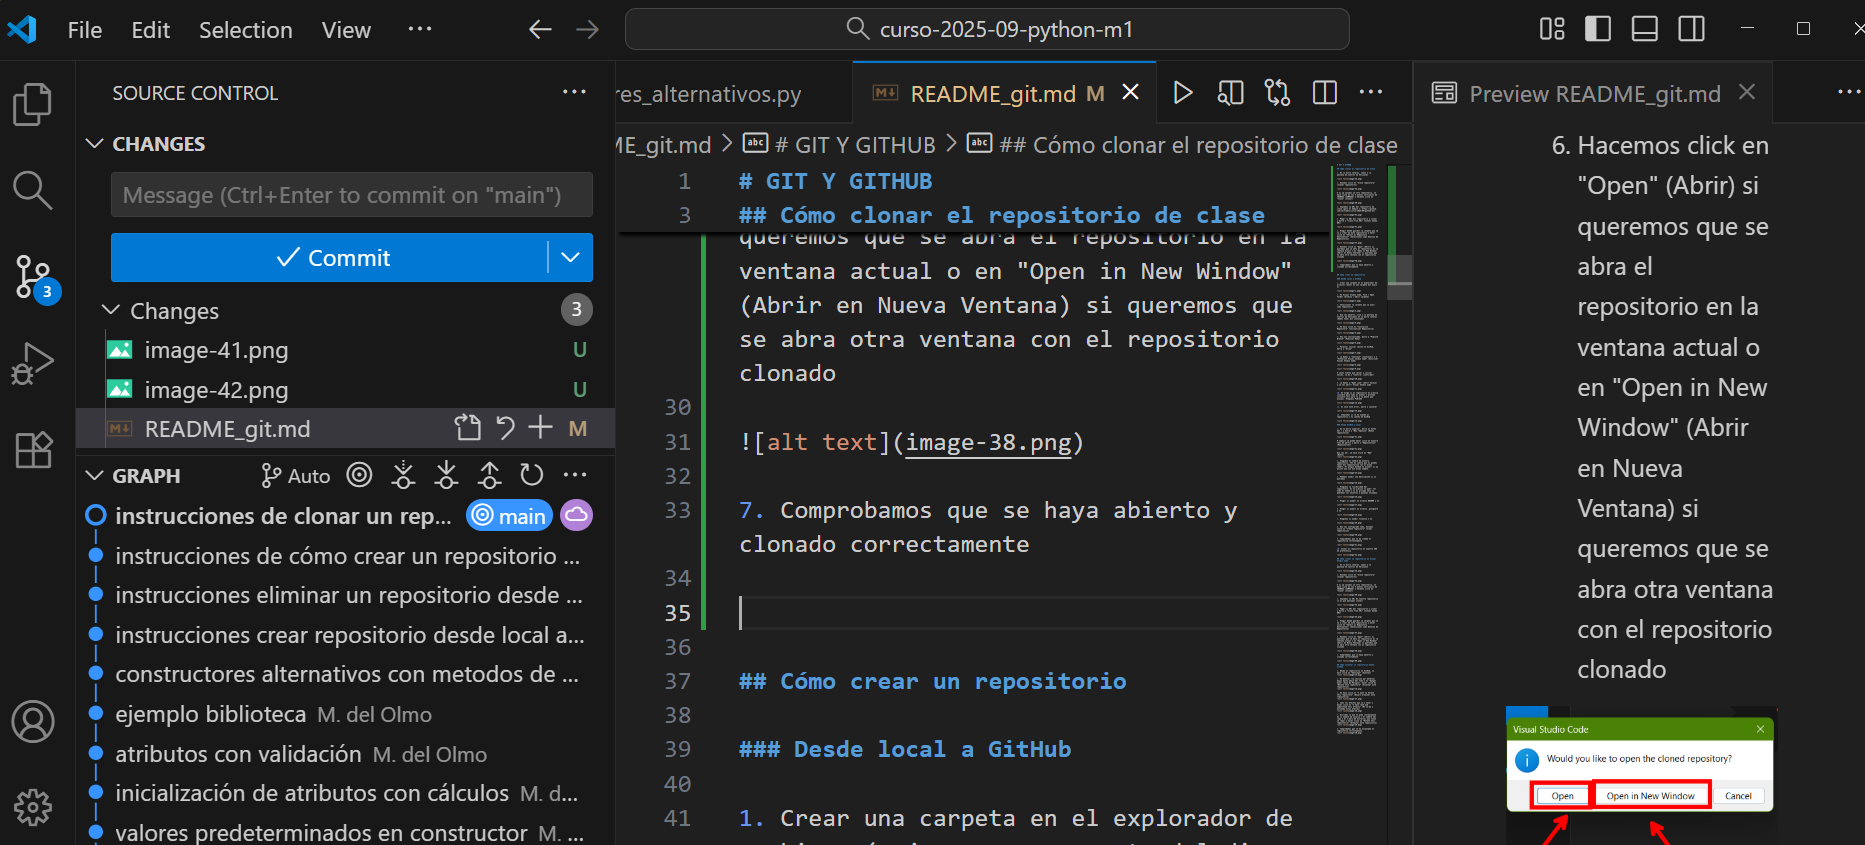 File Edit Selection View ···
curso-2025-09-python-m1
SOURCE CONTROL ···
CHANGES
Message (Ctrl+Enter to commit on "main")
Commit
3
Changes 3
image-41.png U
image-42.png U
README_git.md M
GRAPH Auto ···
instrucciones de clonar un rep... main
instrucciones de cómo crear un repositorio ...
instrucciones eliminar un repositorio desde ...
instrucciones crear repositorio desde local a...
constructores alternativos con metodos de ...
ejemplo biblioteca M. del Olmo
atributos con validación M. del Olmo
inicialización de atributos con cálculos M. d...
valores predeterminados en constructor M. ...
res_alternativos.py
README_git.md M
ME_git.md > # GIT Y GITHUB > ## Cómo clonar el repositorio de clase
1 # GIT Y GITHUB
3 ## Cómo clonar el repositorio de clase
queremos que se abra el repositorio en la
ventana actual o en "Open in New Window"
(Abrir en Nueva Ventana) si queremos que
se abra otra ventana con el repositorio
clonado
30
31 ![alt text](image-38.png)
32
33 7. Comprobamos que se haya abierto y
clonado correctamente
34
35
36
37 ## Cómo crear un repositorio
38
39 ### Desde local a GitHub
40
41 1. Crear una carpeta en el explorador de
Preview README_git.md
6. Hacemos click en
"Open" (Abrir) si
queremos que se
abra el
repositorio en la
ventana actual o
en "Open in New
Window" (Abrir
en Nueva
Ventana) si
queremos que se
abra otra ventana
con el repositorio
clonado
Visual Studio Code
Would you like to open the cloned repository?
Open Open in New Window Cancel